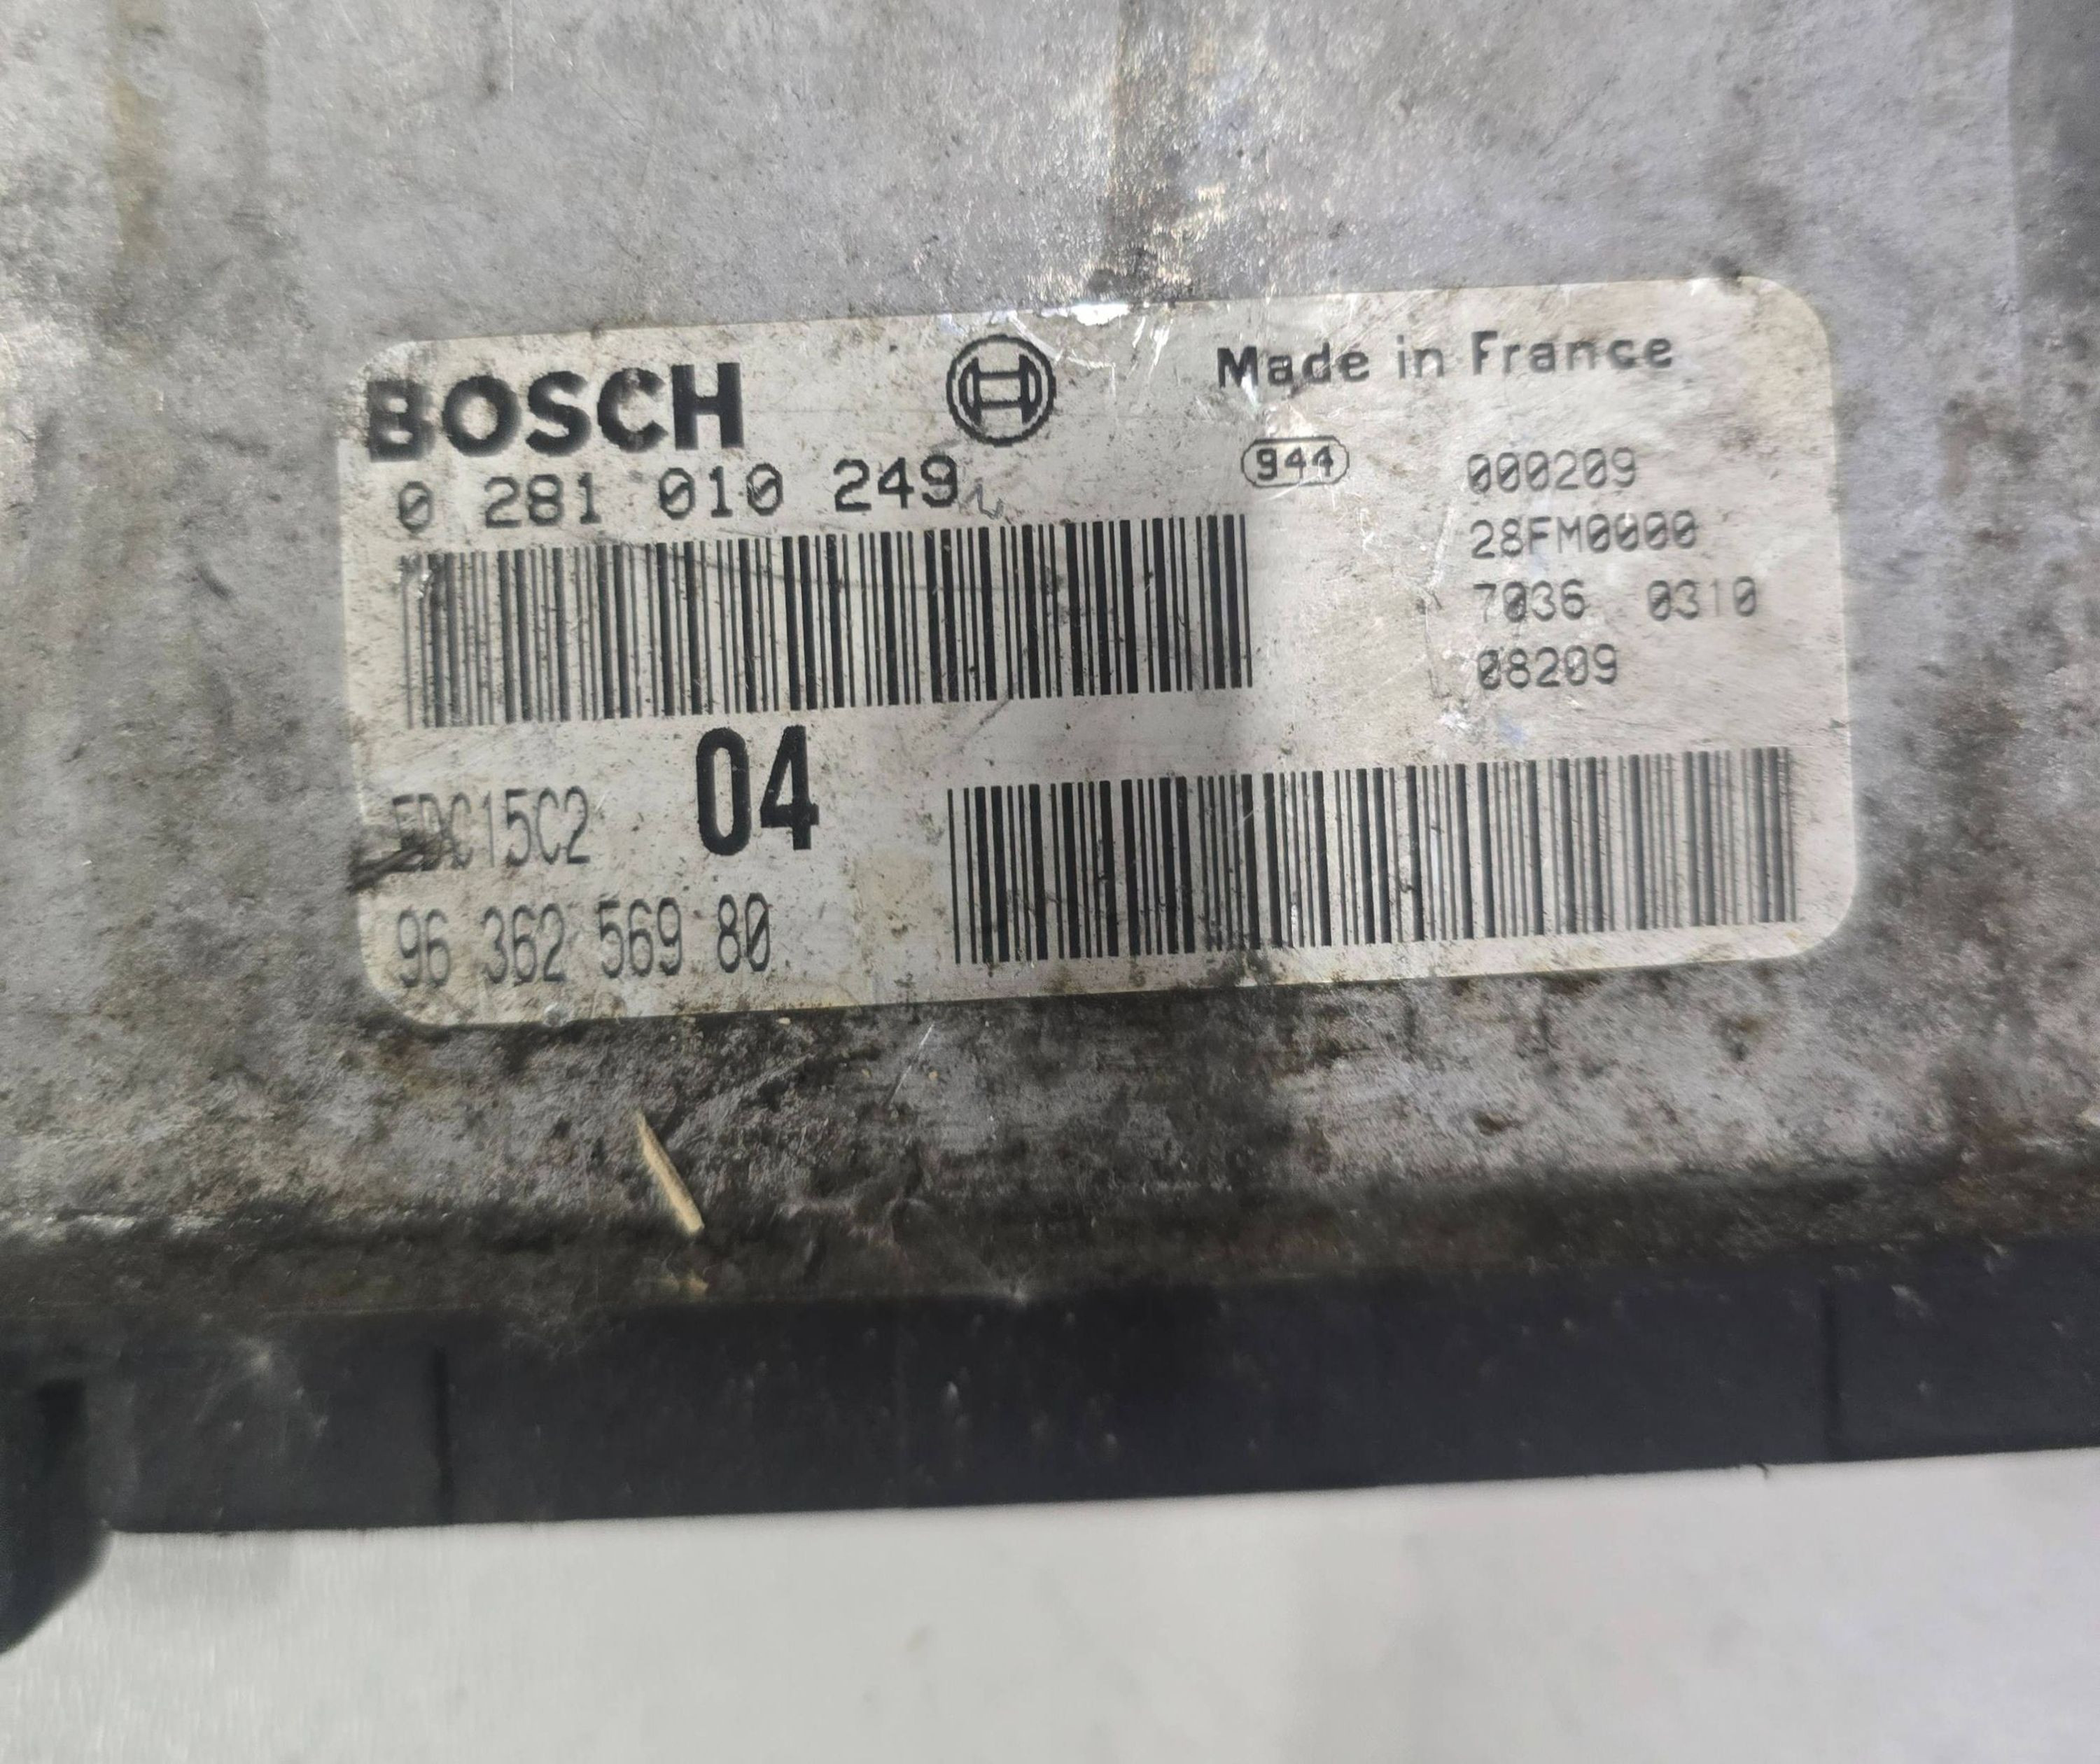 BOSCH
Made in France
0 281 010 249
944
000209
28FM0000
7036 0310
08209
04
EDC15C2
96 362 569 80